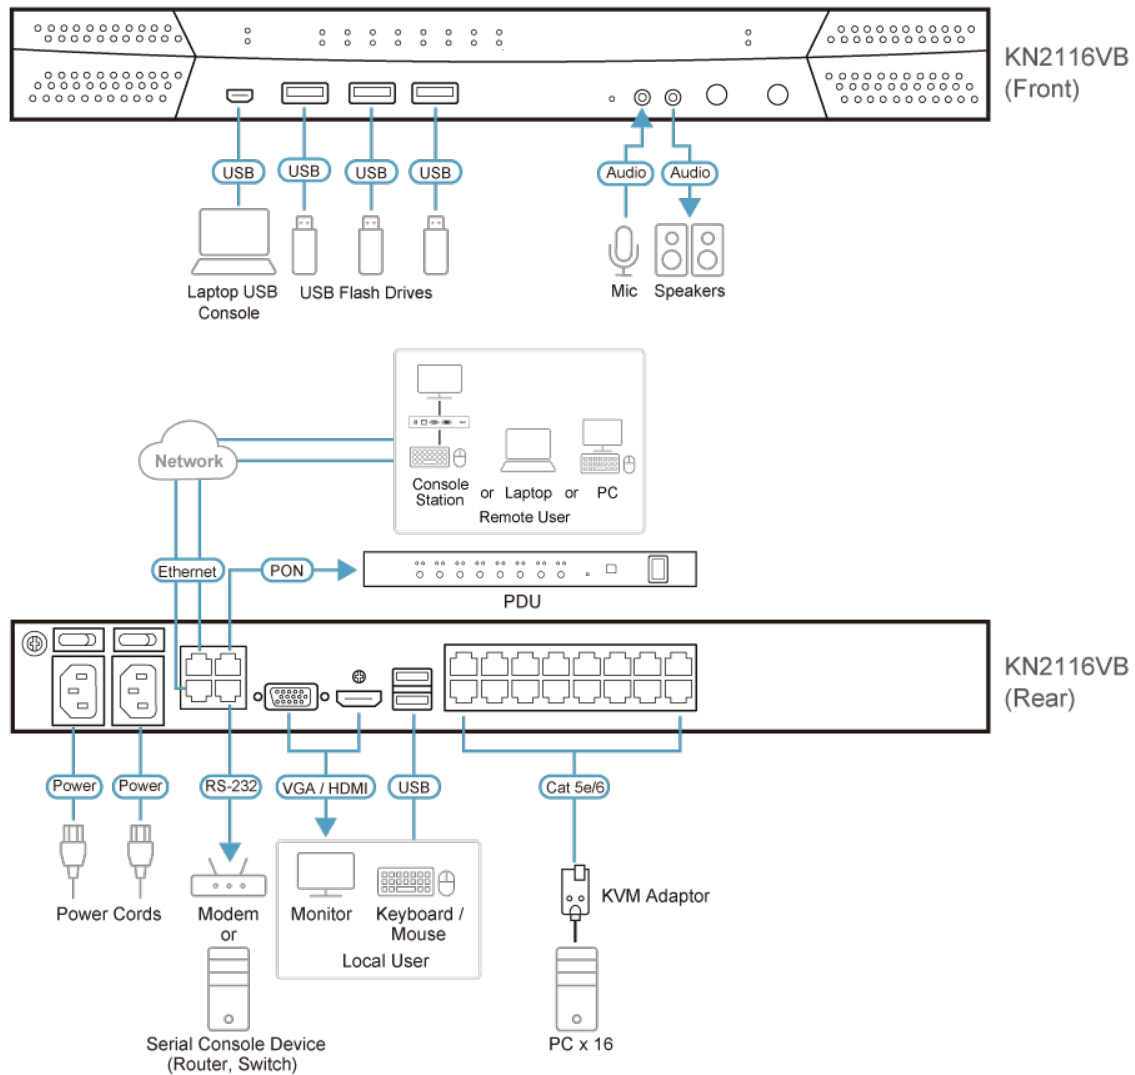 KN2116VB
(Front)
USB
USB
USB
USB
Audio
Audio
Laptop USB
Console
USB Flash Drives
Mic
Speakers
Network
Console
Station
or
Laptop
or
PC
Remote User
Ethernet
PON
PDU
KN2116VB
(Rear)
Power
Power
RS-232
VGA / HDMI
USB
Cat 5e/6
Power Cords
Modem
or
Monitor
Keyboard /
Mouse
Local User
KVM Adaptor
Serial Console Device
(Router, Switch)
PC x 16